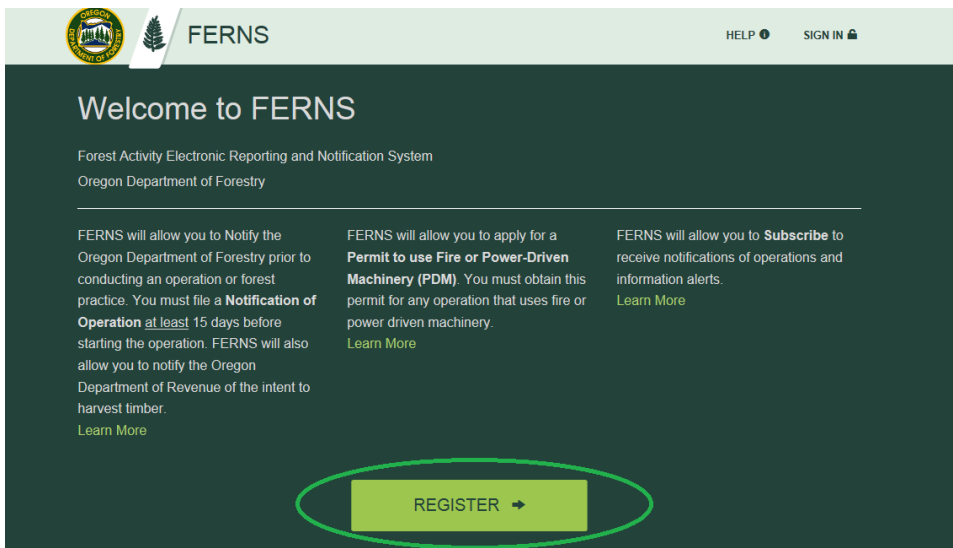 OREGON
DEPARTMENT OF FORESTRY
FERNS
HELP
SIGN IN
Welcome to FERNS
Forest Activity Electronic Reporting and Notification System
Oregon Department of Forestry
FERNS will allow you to Notify the
Oregon Department of Forestry prior to
conducting an operation or forest
practice. You must file a Notification of
Operation at least 15 days before
starting the operation. FERNS will also
allow you to notify the Oregon
Department of Revenue of the intent to
harvest timber.
Learn More
FERNS will allow you to apply for a
Permit to use Fire or Power-Driven
Machinery (PDM). You must obtain this
permit for any operation that uses fire or
power driven machinery.
Learn More
FERNS will allow you to Subscribe to
receive notifications of operations and
information alerts.
Learn More
REGISTER